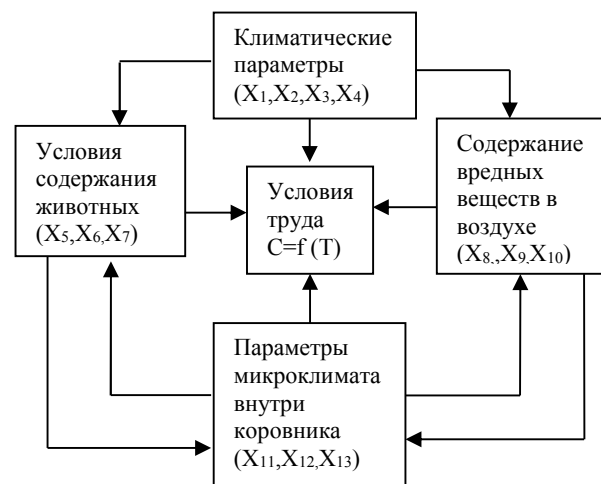 Климатические
параметры
(X1,X2,X3,X4)
Условия
содержания
животных
(X5,X6,X7)
Условия
труда
C=f (T)
Содержание
вредных
веществ в
воздухе
(X8,,X9,X10)
Параметры
микроклимата
внутри
коровника
(X11,X12,X13)